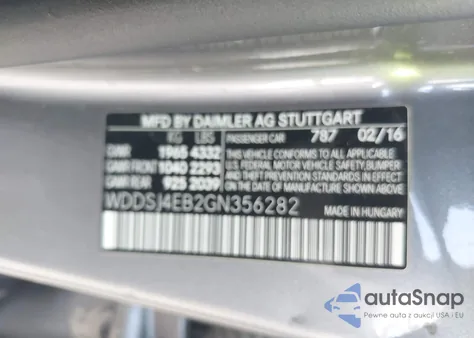 MFD BY DAIMLER AG STUTTGART
KG LBS PASSENGER CAR 787 02/16
GVWR 1965 4332
GAWR FRONT 1040 2293
GAWR REAR 925 2039
THIS VEHICLE CONFORMS TO ALL APPLICABLE
U.S. FEDERAL MOTOR VEHICLE SAFETY, BUMPER
AND THEFT PREVENTION STANDARDS IN EFFECT
ON THE DATE OF MANUFACTURE SHOWN ABOVE.
WDDSJ4EB2GN356282
MADE IN HUNGARY
autaSnap
Pewne auta z aukcji USA i EU